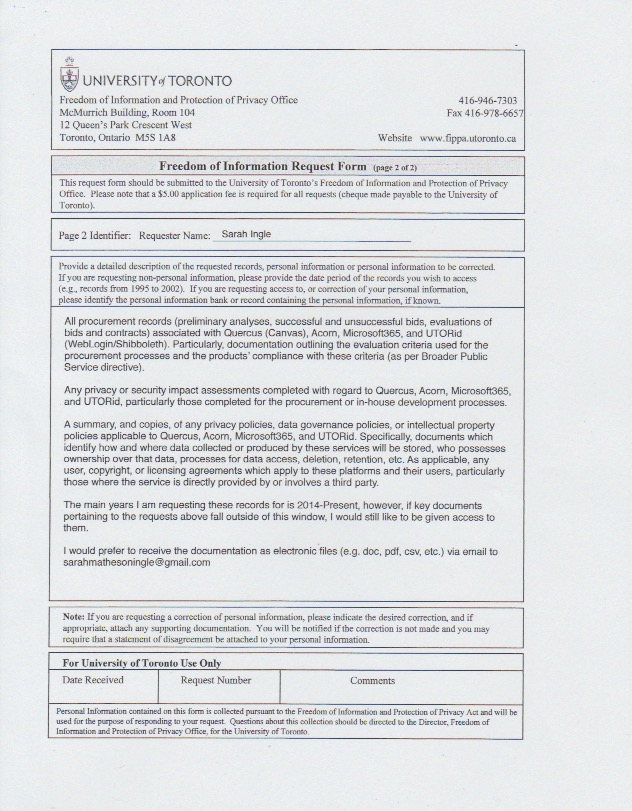 UNIVERSITY of TORONTO
Freedom of Information and Protection of Privacy Office 416-946-7303
McMurrich Building, Room 104 Fax 416-978-6657
12 Queen's Park Crescent West
Toronto, Ontario M5S 1A8 Website www.fippa.utoronto.ca
Freedom of Information Request Form (page 2 of 2)
This request form should be submitted to the University of Toronto's Freedom of Information and Protection of Privacy
Office. Please note that a $5.00 application fee is required for all requests (cheque made payable to the University of
Toronto).
Page 2 Identifier: Requester Name: Sarah Ingle
Provide a detailed description of the requested records, personal information or personal information to be corrected.
If you are requesting non-personal information, please provide the date period of the records you wish to access
(e.g., records from 1995 to 2002). If you are requesting access to, or correction of your personal information,
please identify the personal information bank or record containing the personal information, if known.
All procurement records (preliminary analyses, successful and unsuccessful bids, evaluations of
bids and contracts) associated with Quercus (Canvas), Acorn, Microsoft365, and UTORid
(WebLogin/Shibboleth). Particularly, documentation outlining the evaluation criteria used for the
procurement processes and the products' compliance with these criteria (as per Broader Public
Service directive).
Any privacy or security impact assessments completed with regard to Quercus, Acorn, Microsoft365,
and UTORid, particularly those completed for the procurement or in-house development processes.
A summary, and copies, of any privacy policies, data governance policies, or intellectual property
policies applicable to Quercus, Acorn, Microsoft365, and UTORid. Specifically, documents which
identify how and where data collected or produced by these services will be stored, who possesses
ownership over that data, processes for data access, deletion, retention, etc. As applicable, any
user, copyright, or licensing agreements which apply to these platforms and their users, particularly
those where the service is directly provided by or involves a third party.
The main years I am requesting these records for is 2014-Present, however, if key documents
pertaining to the requests above fall outside of this window, I would still like to be given access to
them.
I would prefer to receive the documentation as electronic files (e.g. doc, pdf, csv, etc.) via email to
sarahmathesoningle@gmail.com
Note: If you are requesting a correction of personal information, please indicate the desired correction, and if
appropriate, attach any supporting documentation. You will be notified if the correction is not made and you may
require that a statement of disagreement be attached to your personal information.
For University of Toronto Use Only
Date Received Request Number Comments
Personal Information contained on this form is collected pursuant to the Freedom of Information and Protection of Privacy Act and will be
used for the purpose of responding to your request. Questions about this collection should be directed to the Director, Freedom of
Information and Protection of Privacy Office, for the University of Toronto.